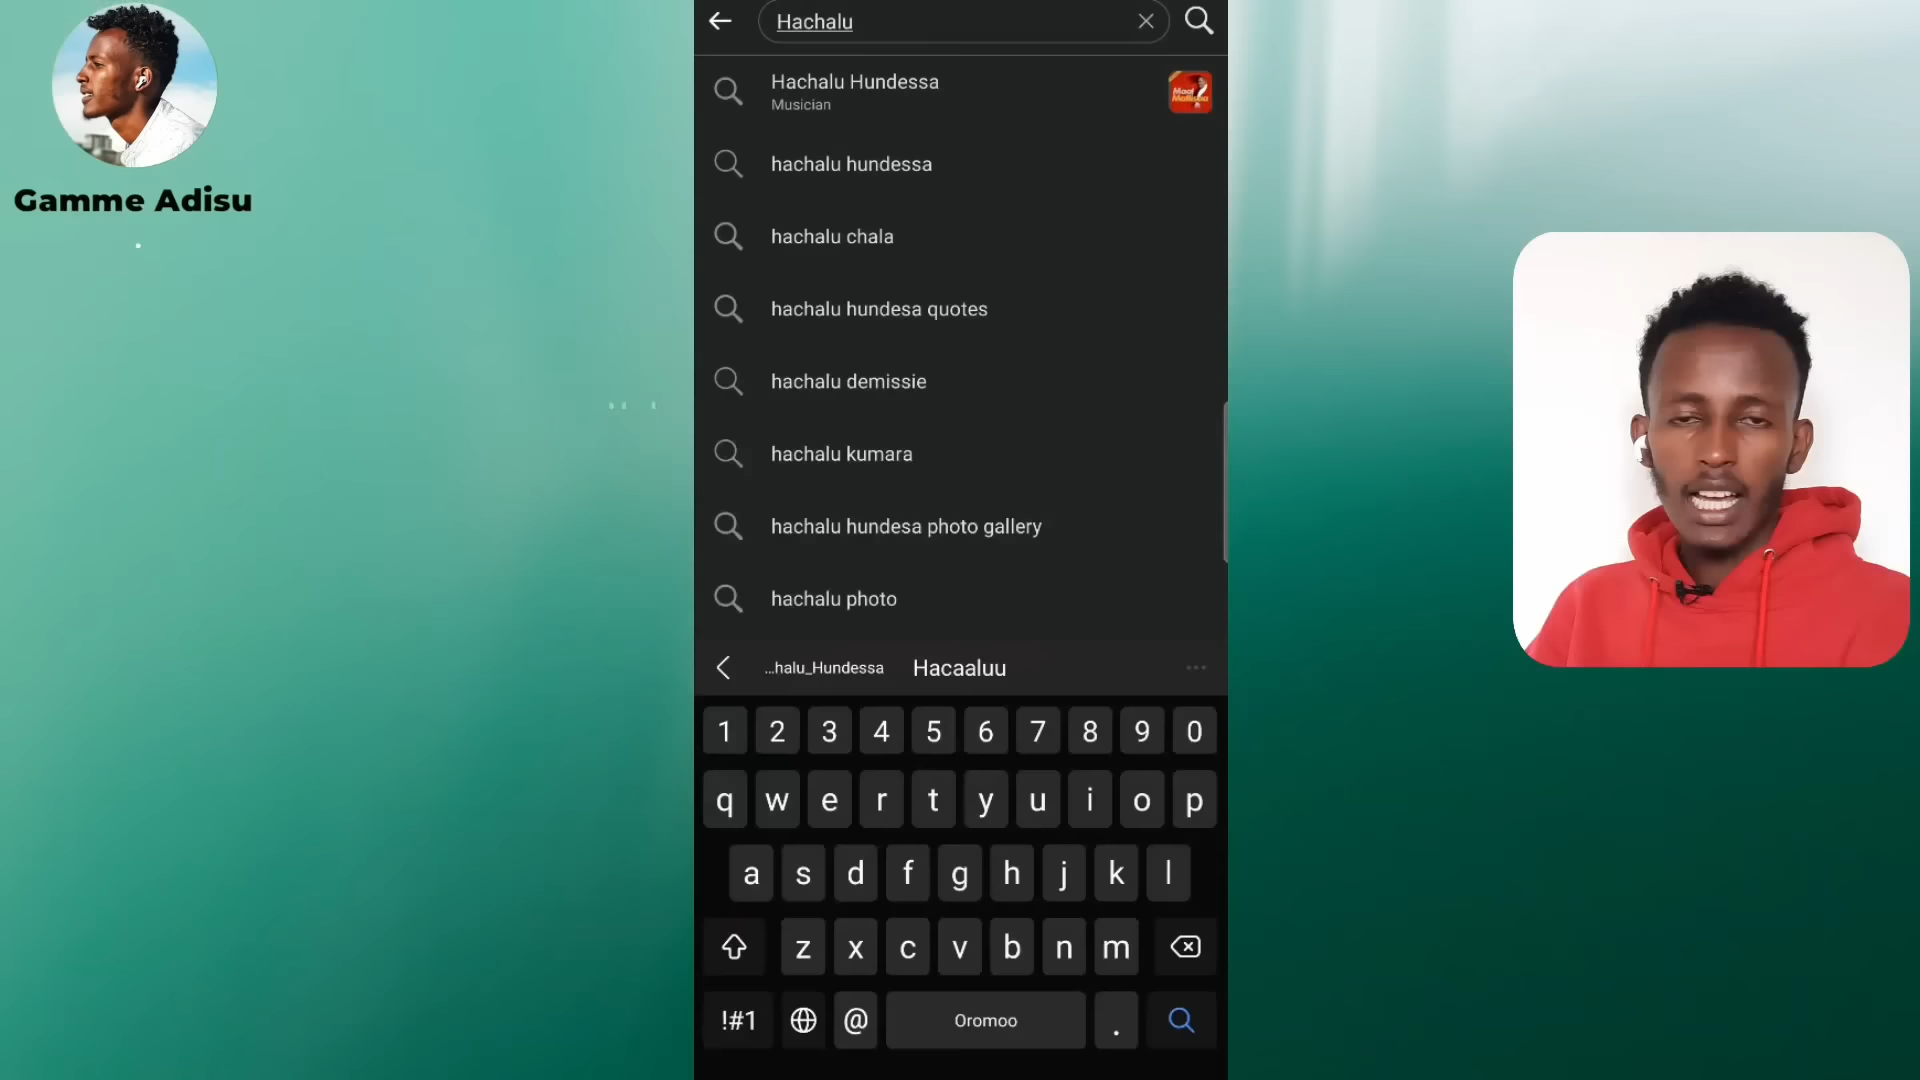 Gamme Adisu
Hachalu
Hachalu Hundessa
Musician
hachalu hundessa
hachalu chala
hachalu hundesa quotes
hachalu demissie
hachalu kumara
hachalu hundesa photo gallery
hachalu photo
...halu_Hundessa Hacaaluu
1 2 3 4 5 6 7 8 9 0
q w e r t y u i o p
a s d f g h j k l
z x c v b n m
!#1 @ Oromoo .